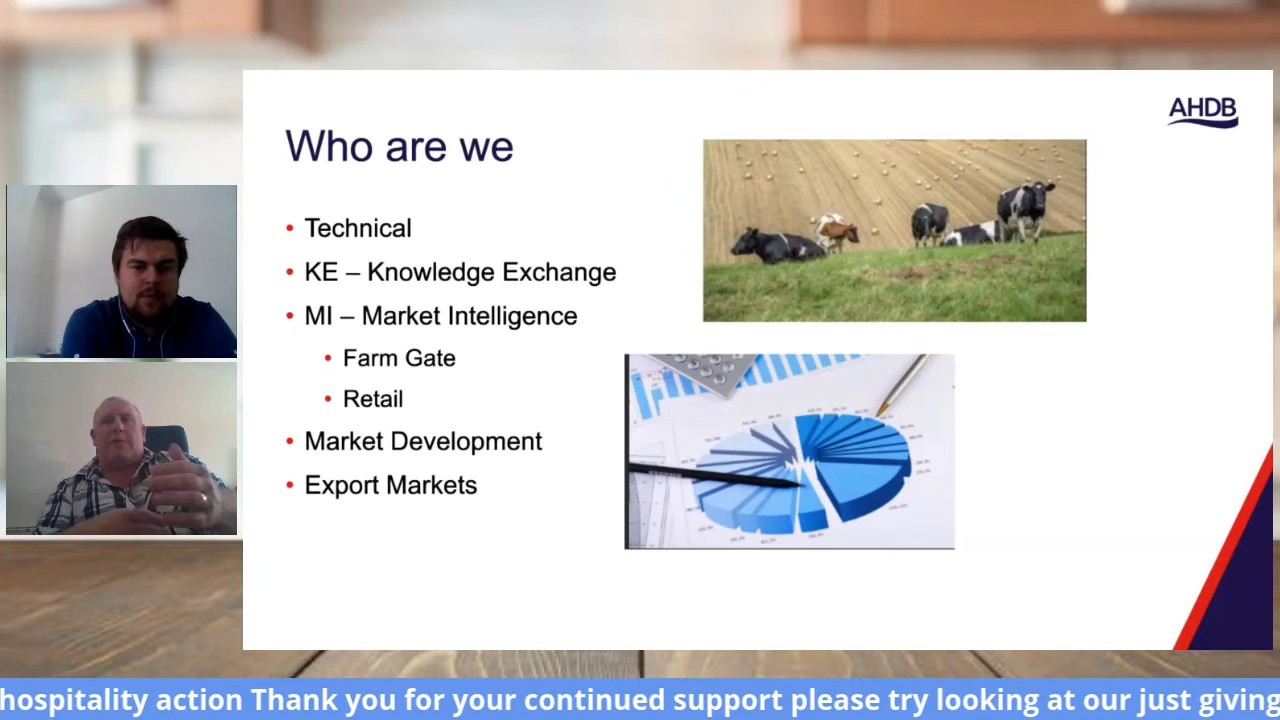 AHDB
Who are we
• Technical
• KE – Knowledge Exchange
• MI – Market Intelligence
• Farm Gate
• Retail
• Market Development
• Export Markets
hospitality action Thank you for your continued support please try looking at our just giving